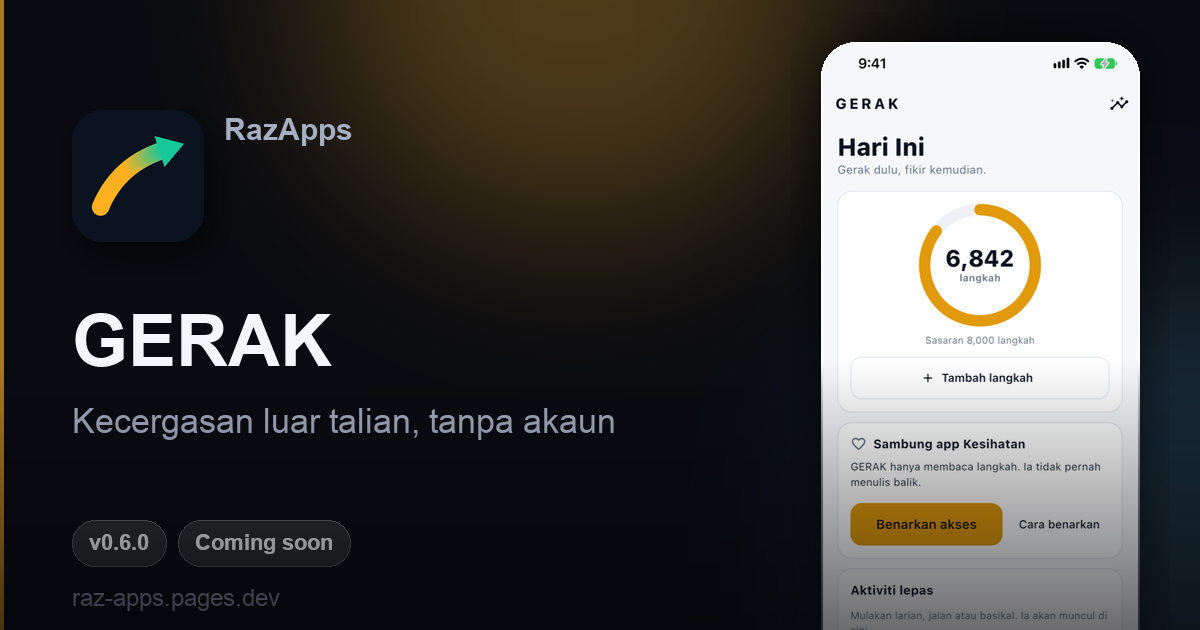 RazApps
GERAK
Kecergasan luar talian, tanpa akaun
v0.6.0
Coming soon
raz-apps.pages.dev
9:41
GERAK
Hari Ini
Gerak dulu, fikir kemudian.
6,842
langkah
Sasaran 8,000 langkah
+ Tambah langkah
Sambung app Kesihatan
GERAK hanya membaca langkah. Ia tidak pernah
menulis balik.
Benarkan akses
Cara benarkan
Aktiviti lepas
Mulakan larian, jalan atau basikal. Ia akan muncul di